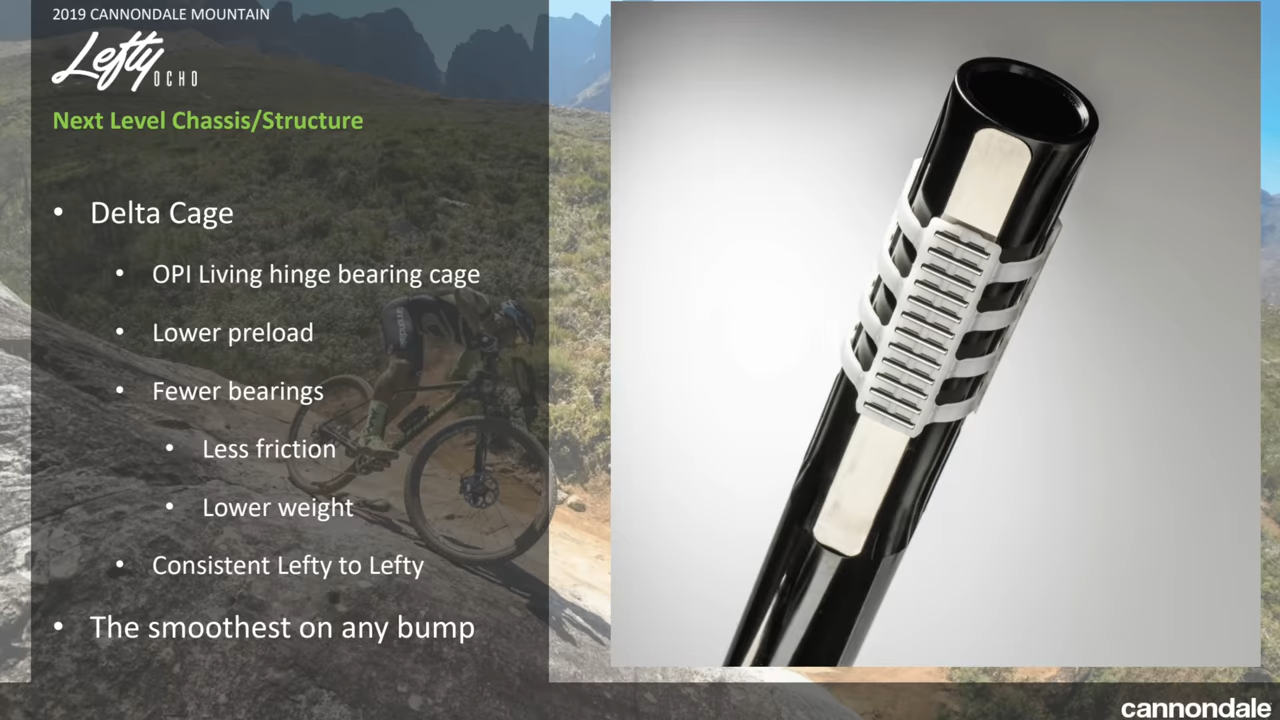 2019 CANNONDALE MOUNTAIN
Lefty
OCHO
Next Level Chassis/Structure
• Delta Cage
• OPI Living hinge bearing cage
• Lower preload
• Fewer bearings
• Less friction
• Lower weight
• Consistent Lefty to Lefty
• The smoothest on any bump
cannondale